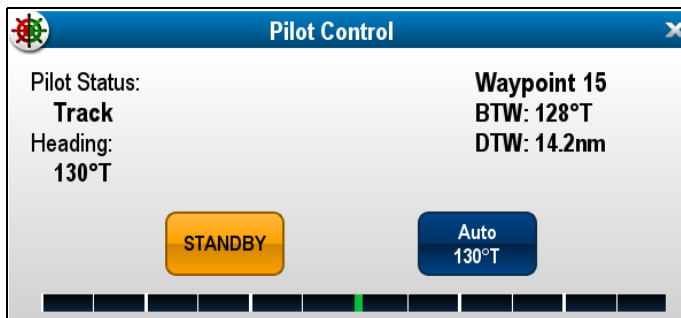 Pilot Control
Pilot Status:
Track
Heading:
130°T
Waypoint 15
BTW: 128°T
DTW: 14.2nm
STANDBY
Auto
130°T